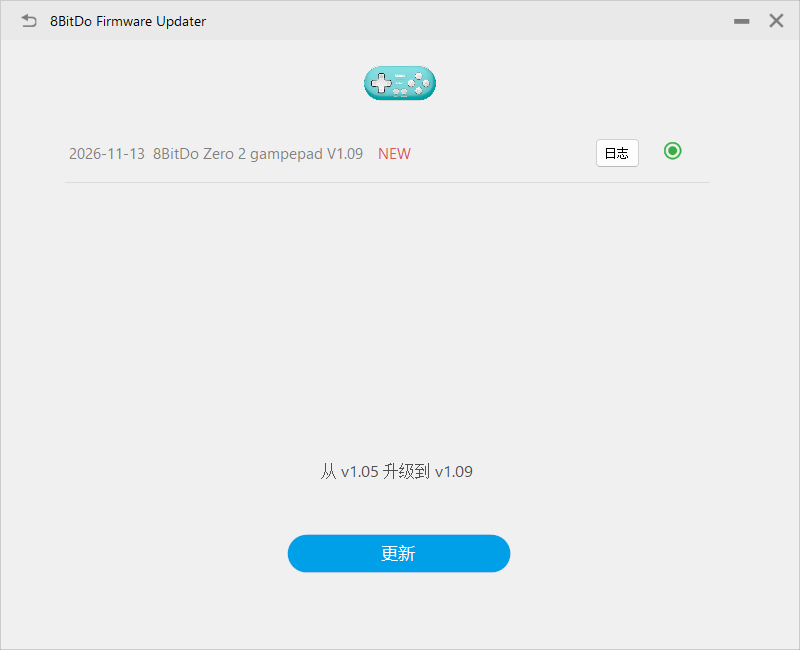 8BitDo Firmware Updater
2026-11-13 8BitDo Zero 2 gampepad V1.09 NEW 日志
从 v1.05 升级到 v1.09
更新